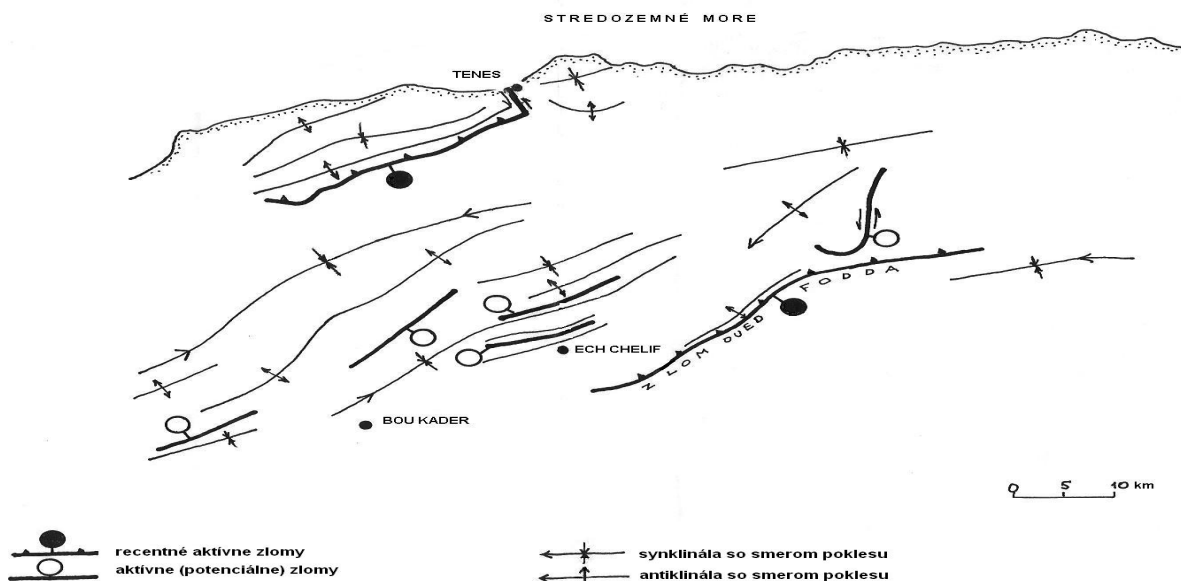 STREDOZEMNÉ MORE
TENES
ZLOM DUÉD FODDA
ECH CHELIF
BOU KADER
0 5 10 km
recentné aktívne zlomy
aktívne (potenciálne) zlomy
synklinála so smerom poklesu
antiklinála so smerom poklesu